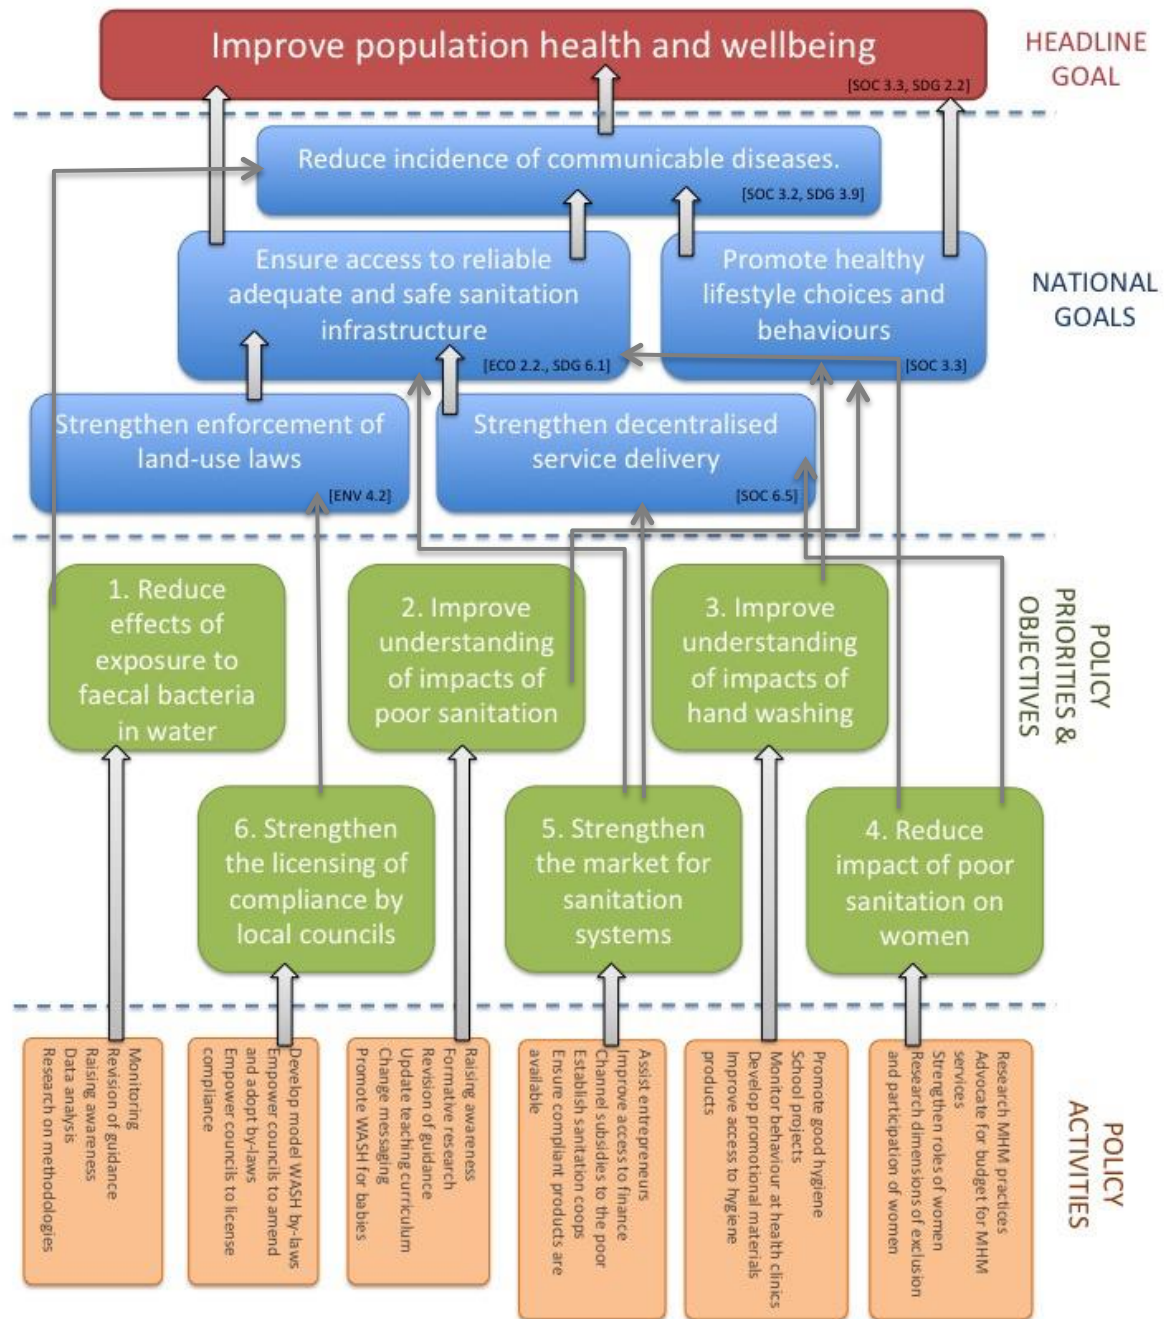 Improve population health and wellbeing
[SOC 3.3, SDG 2.2]
HEADLINE
GOAL
Reduce incidence of communicable diseases.
[SOC 3.2, SDG 3.9]
Ensure access to reliable
adequate and safe sanitation
infrastructure
[ECO 2.2., SDG 6.1]
Promote healthy
lifestyle choices and
behaviours
[SOC 3.3]
NATIONAL
GOALS
Strengthen enforcement of
land-use laws
[ENV 4.2]
Strengthen decentralised
service delivery
[SOC 6.5]
1. Reduce
effects of
exposure to
faecal bacteria
in water
2. Improve
understanding
of impacts of
poor sanitation
3. Improve
understanding
of impacts of
hand washing
POLICY
PRIORITIES &
OBJECTIVES
6. Strengthen
the licensing of
compliance by
local councils
5. Strengthen
the market for
sanitation
systems
4. Reduce
impact of poor
sanitation on
women
Monitoring
Revision of guidance
Raising awareness
Data analysis
Research on methodologies
Develop model WASH by-laws
Empower councils to amend
and adopt by-laws
Empower councils to license
compliance
Raising awareness
Formative research
Revision of guidance
Update teaching curriculum
Change messaging
Promote WASH for babies
Assist entrepreneurs
Improve access to finance
Channel subsidies to the poor
Establish sanitation coops
Ensure compliant products are
available
Promote good hygiene
School projects
Monitor behaviour at health clinics
Develop promotional materials
Improve access to hygiene
products
Research MHM practices
Advocate for budget for MHM
services
Strengthen roles of women
Research dimensions of exclusion
and participation of women
POLICY
ACTIVITIES